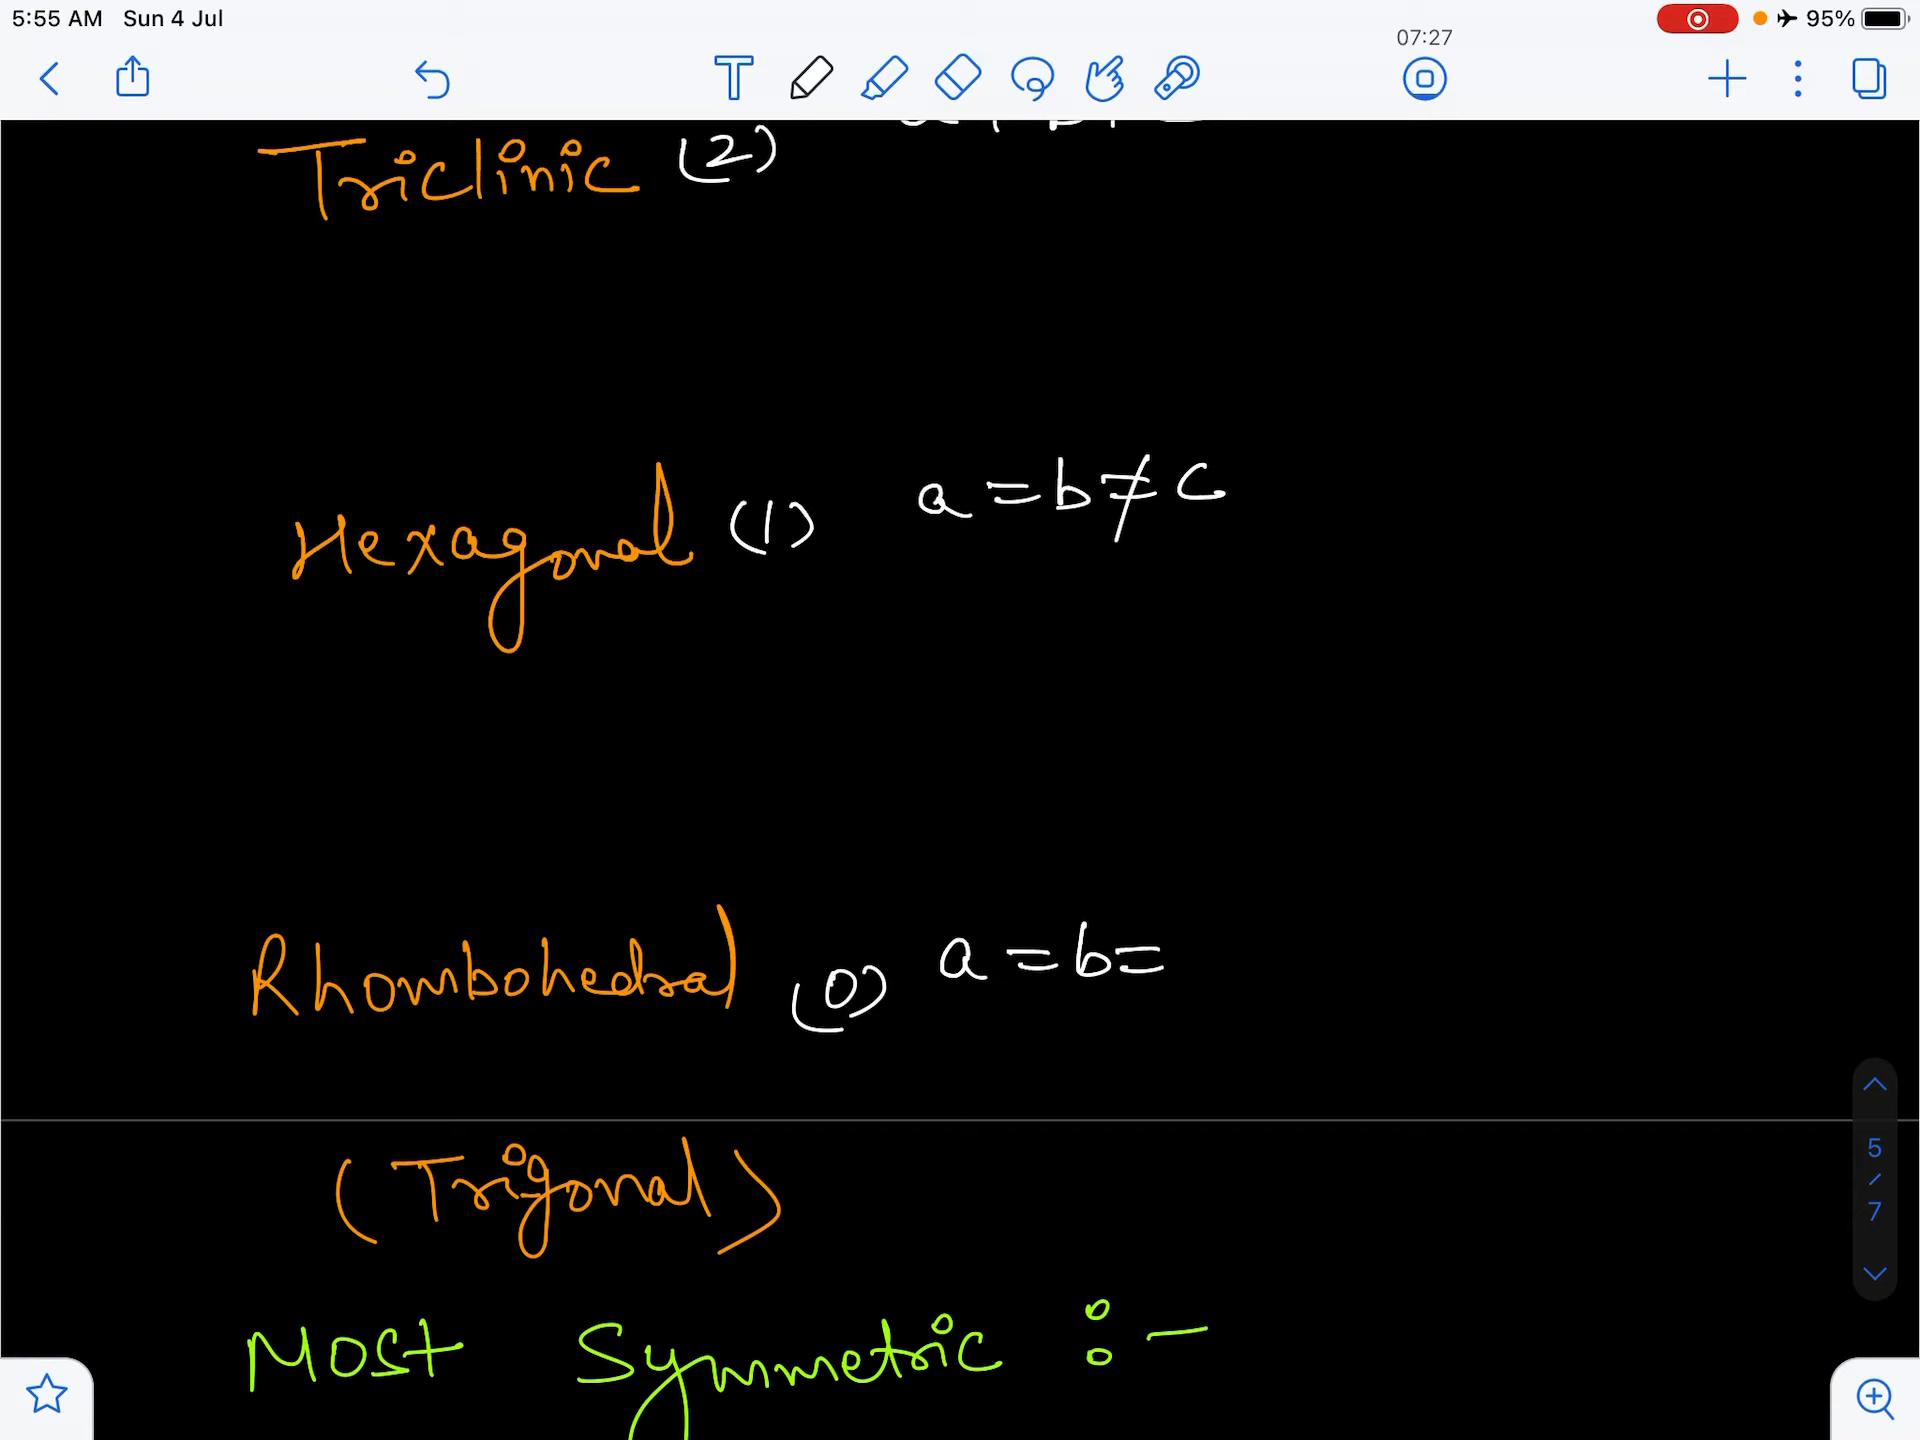 5:55 AM Sun 4 Jul
95%
07:27
T
Triclinic (2)
Hexagonal (1) a = b ≠ c
Rhombohedral (0) a = b =
(Trigonal)
Most Symmetric :-
5
/
7